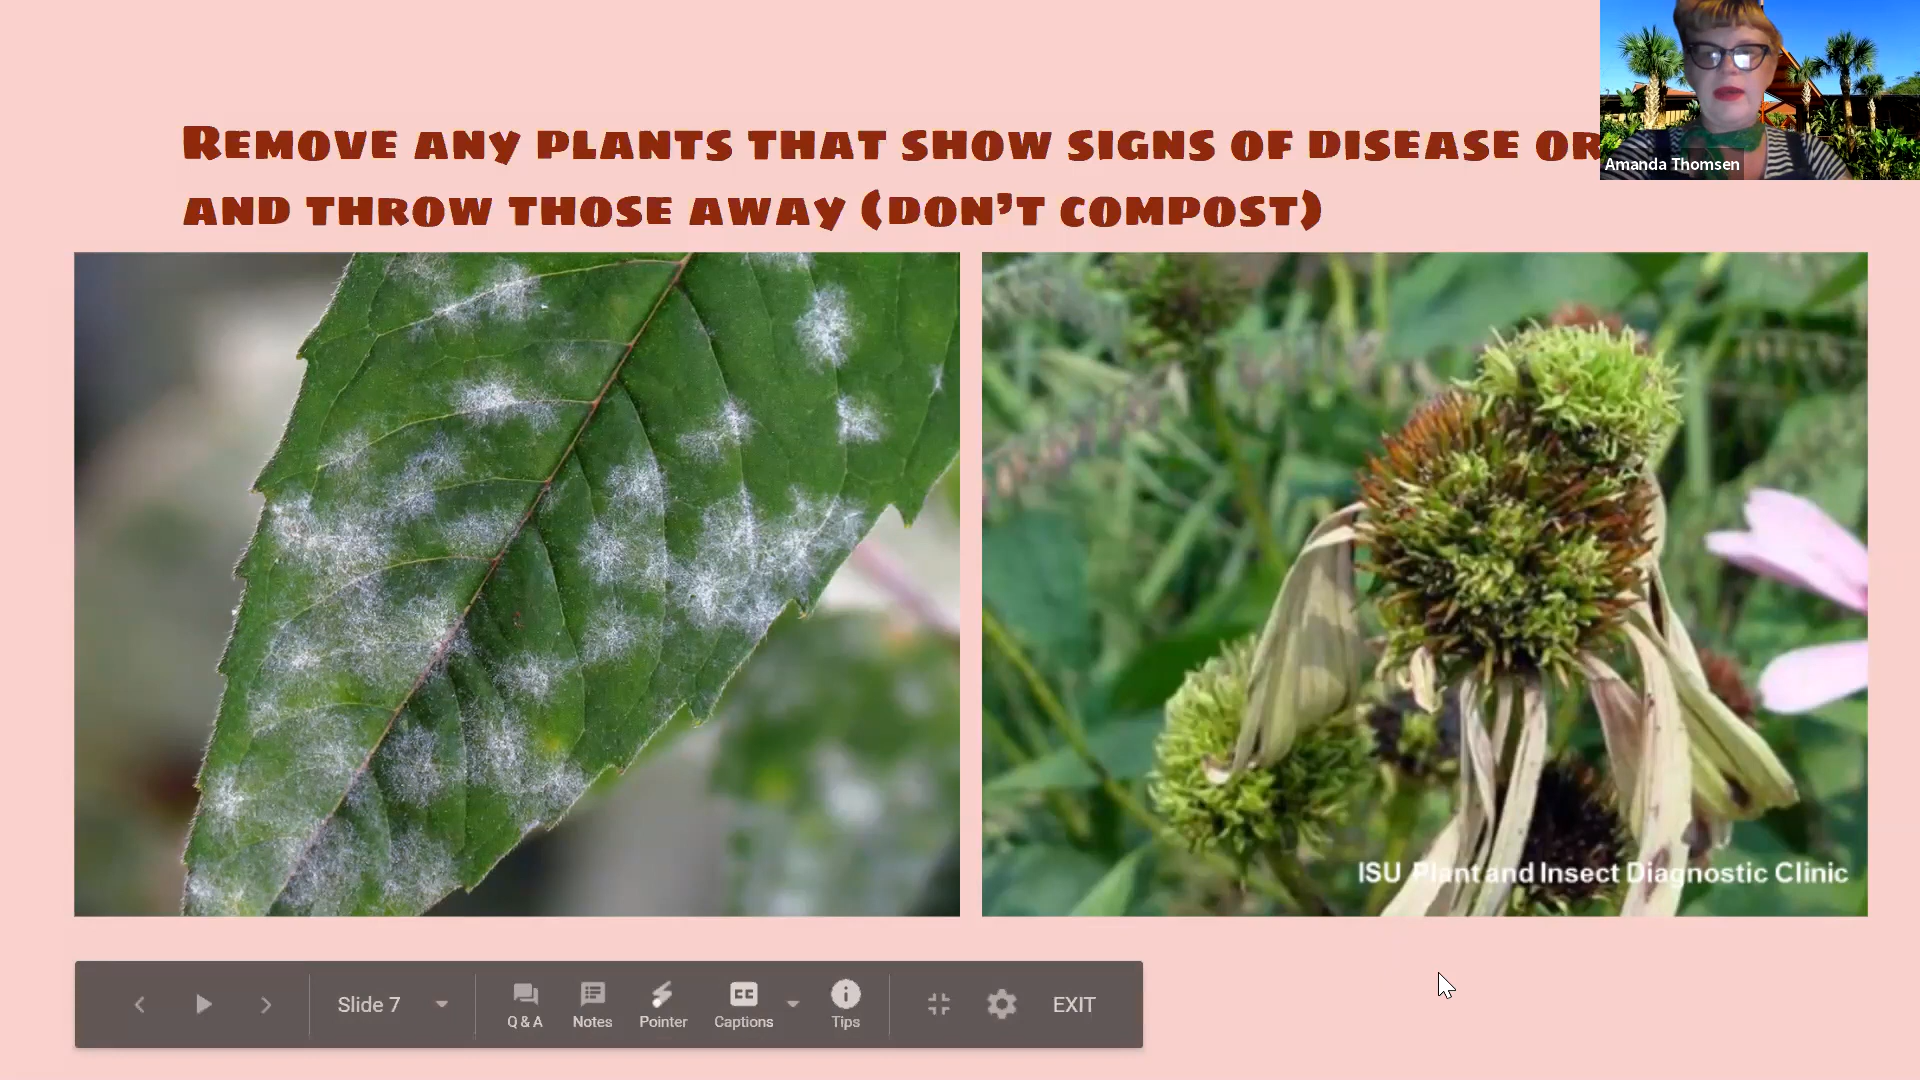 Remove any plants that show signs of disease or
and throw those away (don't compost)
Amanda Thomsen
ISU Plant and Insect Diagnostic Clinic
Slide 7
Q & A
Notes
Pointer
CC
Captions
Tips
EXIT